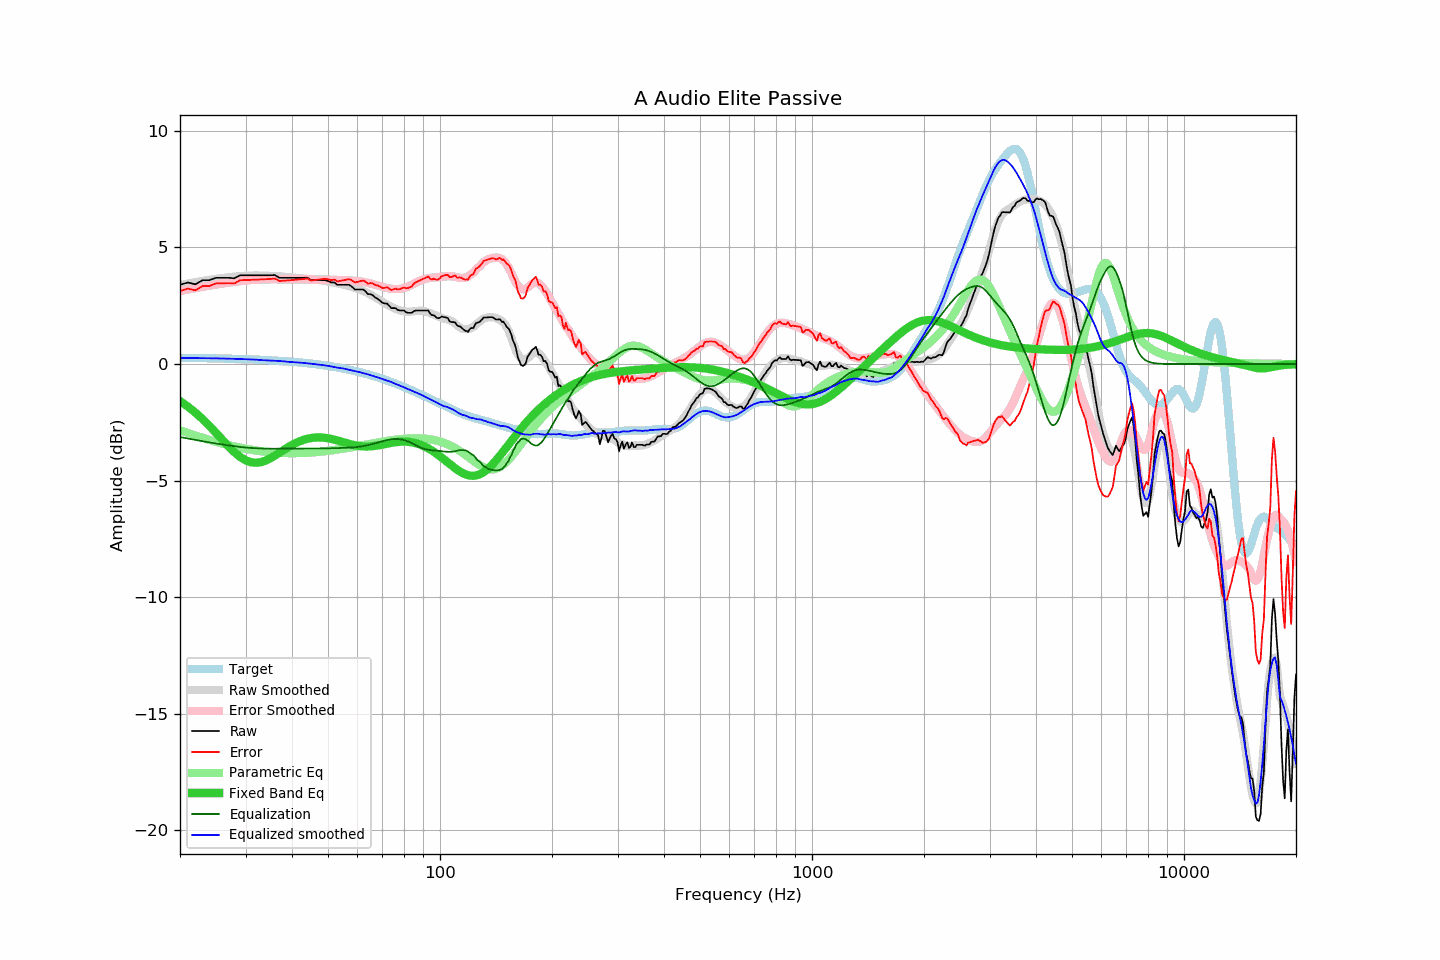 A Audio Elite Passive
10
5
0
−5
−10
−15
−20
Amplitude (dBr)
Target
Raw Smoothed
Error Smoothed
Raw
Error
Parametric Eq
Fixed Band Eq
Equalization
Equalized smoothed
100
1000
10000
Frequency (Hz)